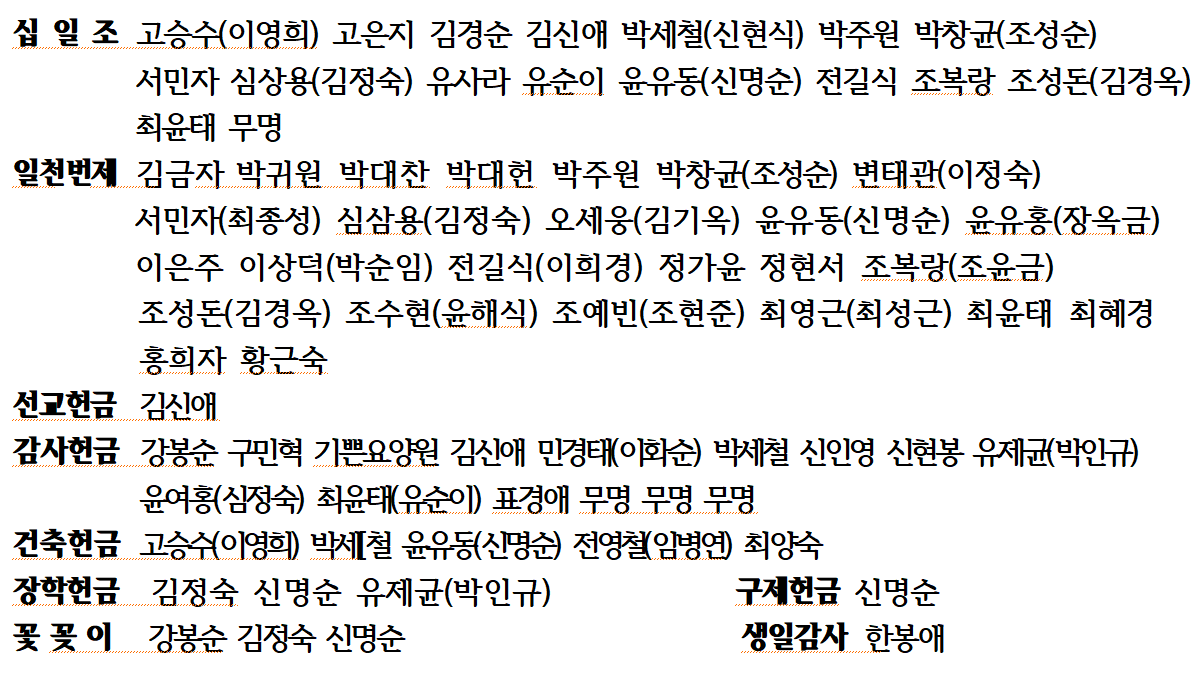 십 일 조 고승수(이영희) 고은지 김경순 김신애 박세철(신현식) 박주원 박창균(조성순)
서민자 심상용(김정숙) 유사라 유순이 윤유동(신명순) 전길식 조복랑 조성돈(김경옥)
최윤태 무명
일천번제 김금자 박귀원 박대찬 박대헌 박주원 박창균(조성순) 변태관(이정숙)
서민자(최종성) 심삼용(김정숙) 오세웅(김기옥) 윤유동(신명순) 윤유홍(장옥금)
이은주 이상덕(박순임) 전길식(이희경) 정가윤 정현서 조복랑(조윤금)
조성돈(김경옥) 조수현(윤해식) 조예빈(조현준) 최영근(최성근) 최윤태 최혜경
홍희자 황근숙
선교헌금 김신애
감사헌금 강봉순 구민혁 기쁜요양원 김신애 민경태(이화순) 박세철 신인영 신현봉 유제균(박인규)
윤여홍(심정숙) 최윤태(유순이) 표경애 무명 무명 무명
건축헌금 고승수(이영희) 박세[철 윤유동(신명순) 전영철(임병연) 최양숙
장학헌금 김정숙 신명순 유제균(박인규) 구제헌금 신명순
꽃 꽂 이 강봉순 김정숙 신명순 생일감사 한봉애